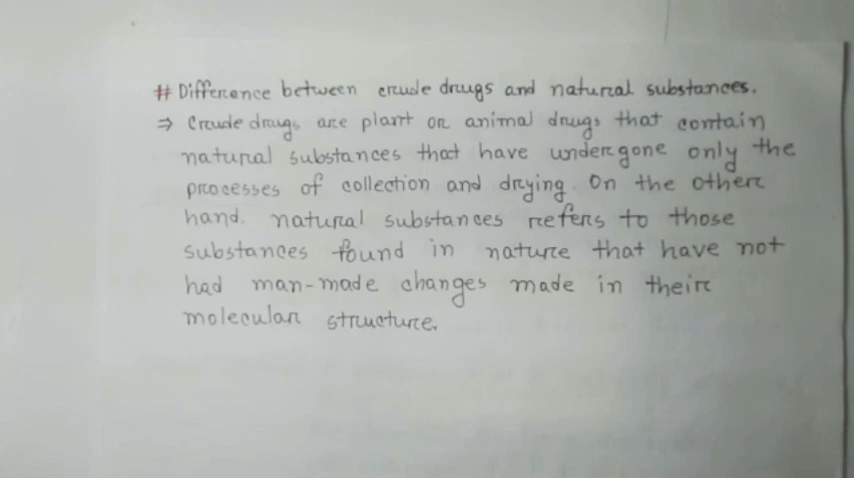 # Difference between crude drugs and natural substances.
⇒ Crude drugs are plant or animal drugs that contain
natural substances that have undergone only the
processes of collection and drying. On the other
hand. natural substances refers to those
substances found in nature that have not
had man-made changes made in their
molecular structure.